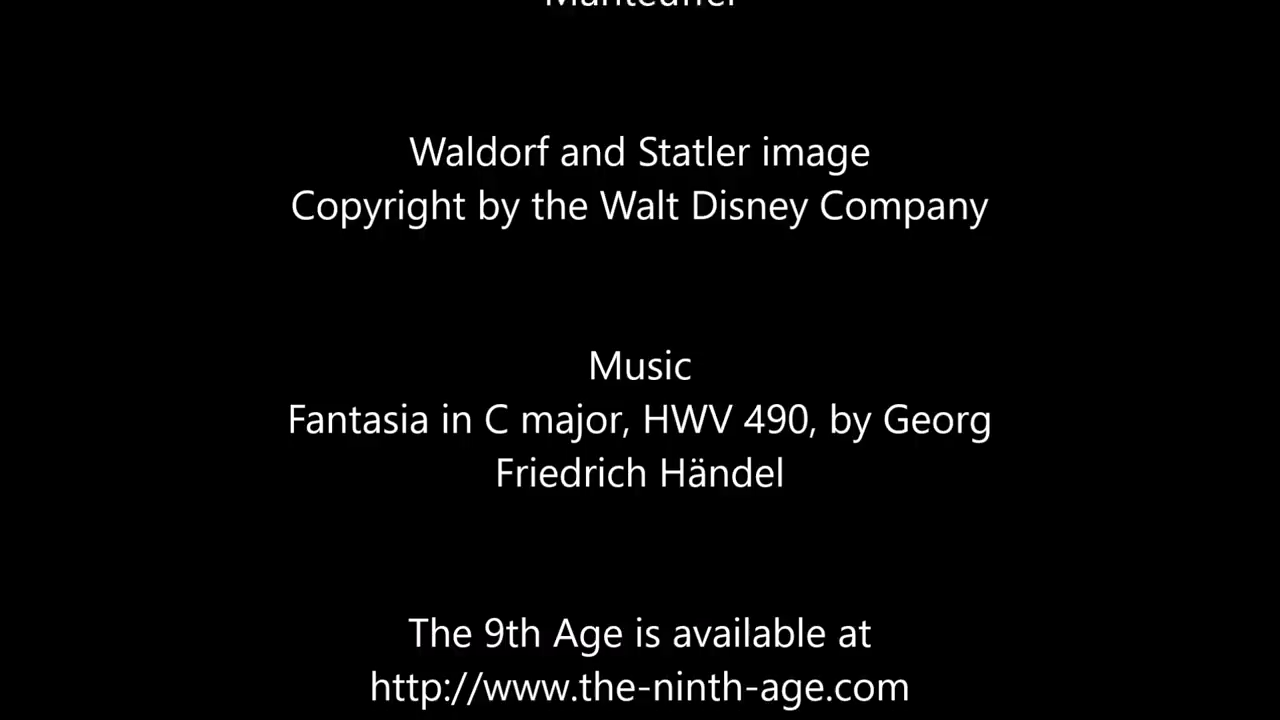 Waldorf and Statler image
Copyright by the Walt Disney Company
Music
Fantasia in C major, HWV 490, by Georg
Friedrich Händel
The 9th Age is available at
http://www.the-ninth-age.com